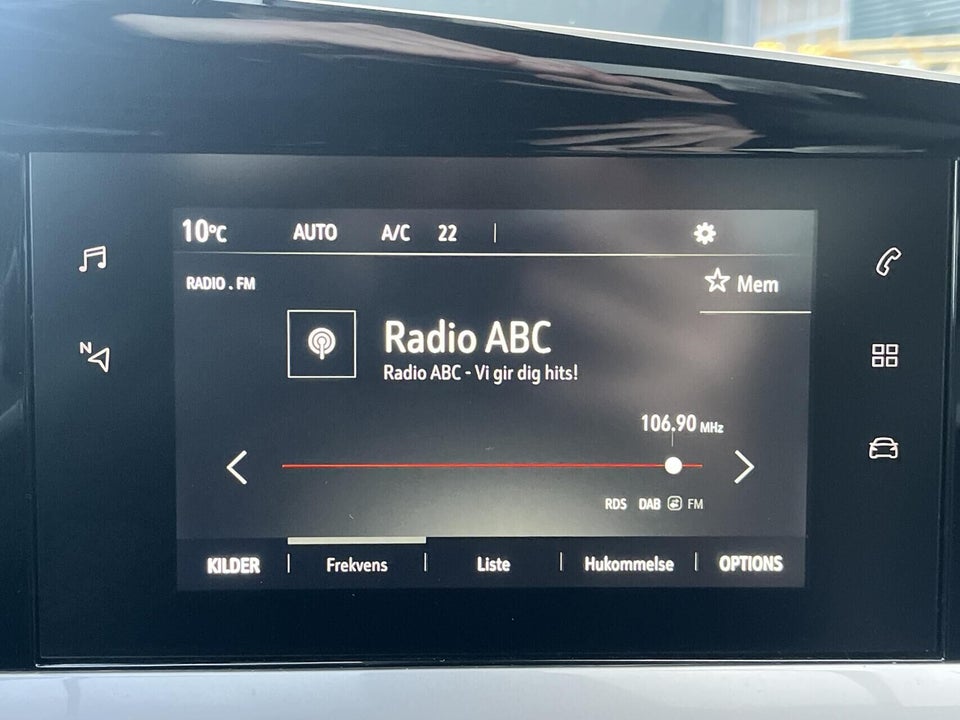 10°C AUTO A/C 22
RADIO . FM
Mem
Radio ABC
Radio ABC - Vi gir dig hits!
106.90 MHz
N
RDS DAB FM
KILDER Frekvens Liste Hukommelse OPTIONS